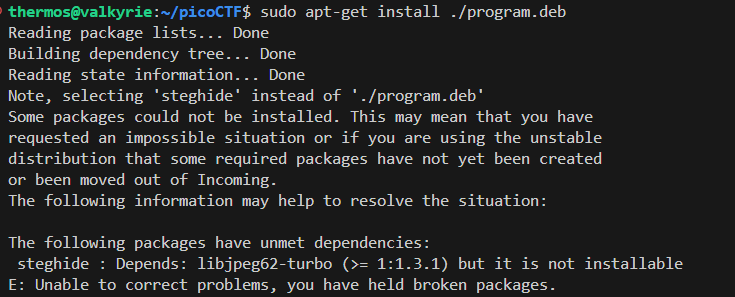 thermos@valkyrie:~/picoCTF$ sudo apt-get install ./program.deb
Reading package lists... Done
Building dependency tree... Done
Reading state information... Done
Note, selecting 'steghide' instead of './program.deb'
Some packages could not be installed. This may mean that you have
requested an impossible situation or if you are using the unstable
distribution that some required packages have not yet been created
or been moved out of Incoming.
The following information may help to resolve the situation:

The following packages have unmet dependencies:
 steghide : Depends: libjpeg62-turbo (>= 1:1.3.1) but it is not installable
E: Unable to correct problems, you have held broken packages.